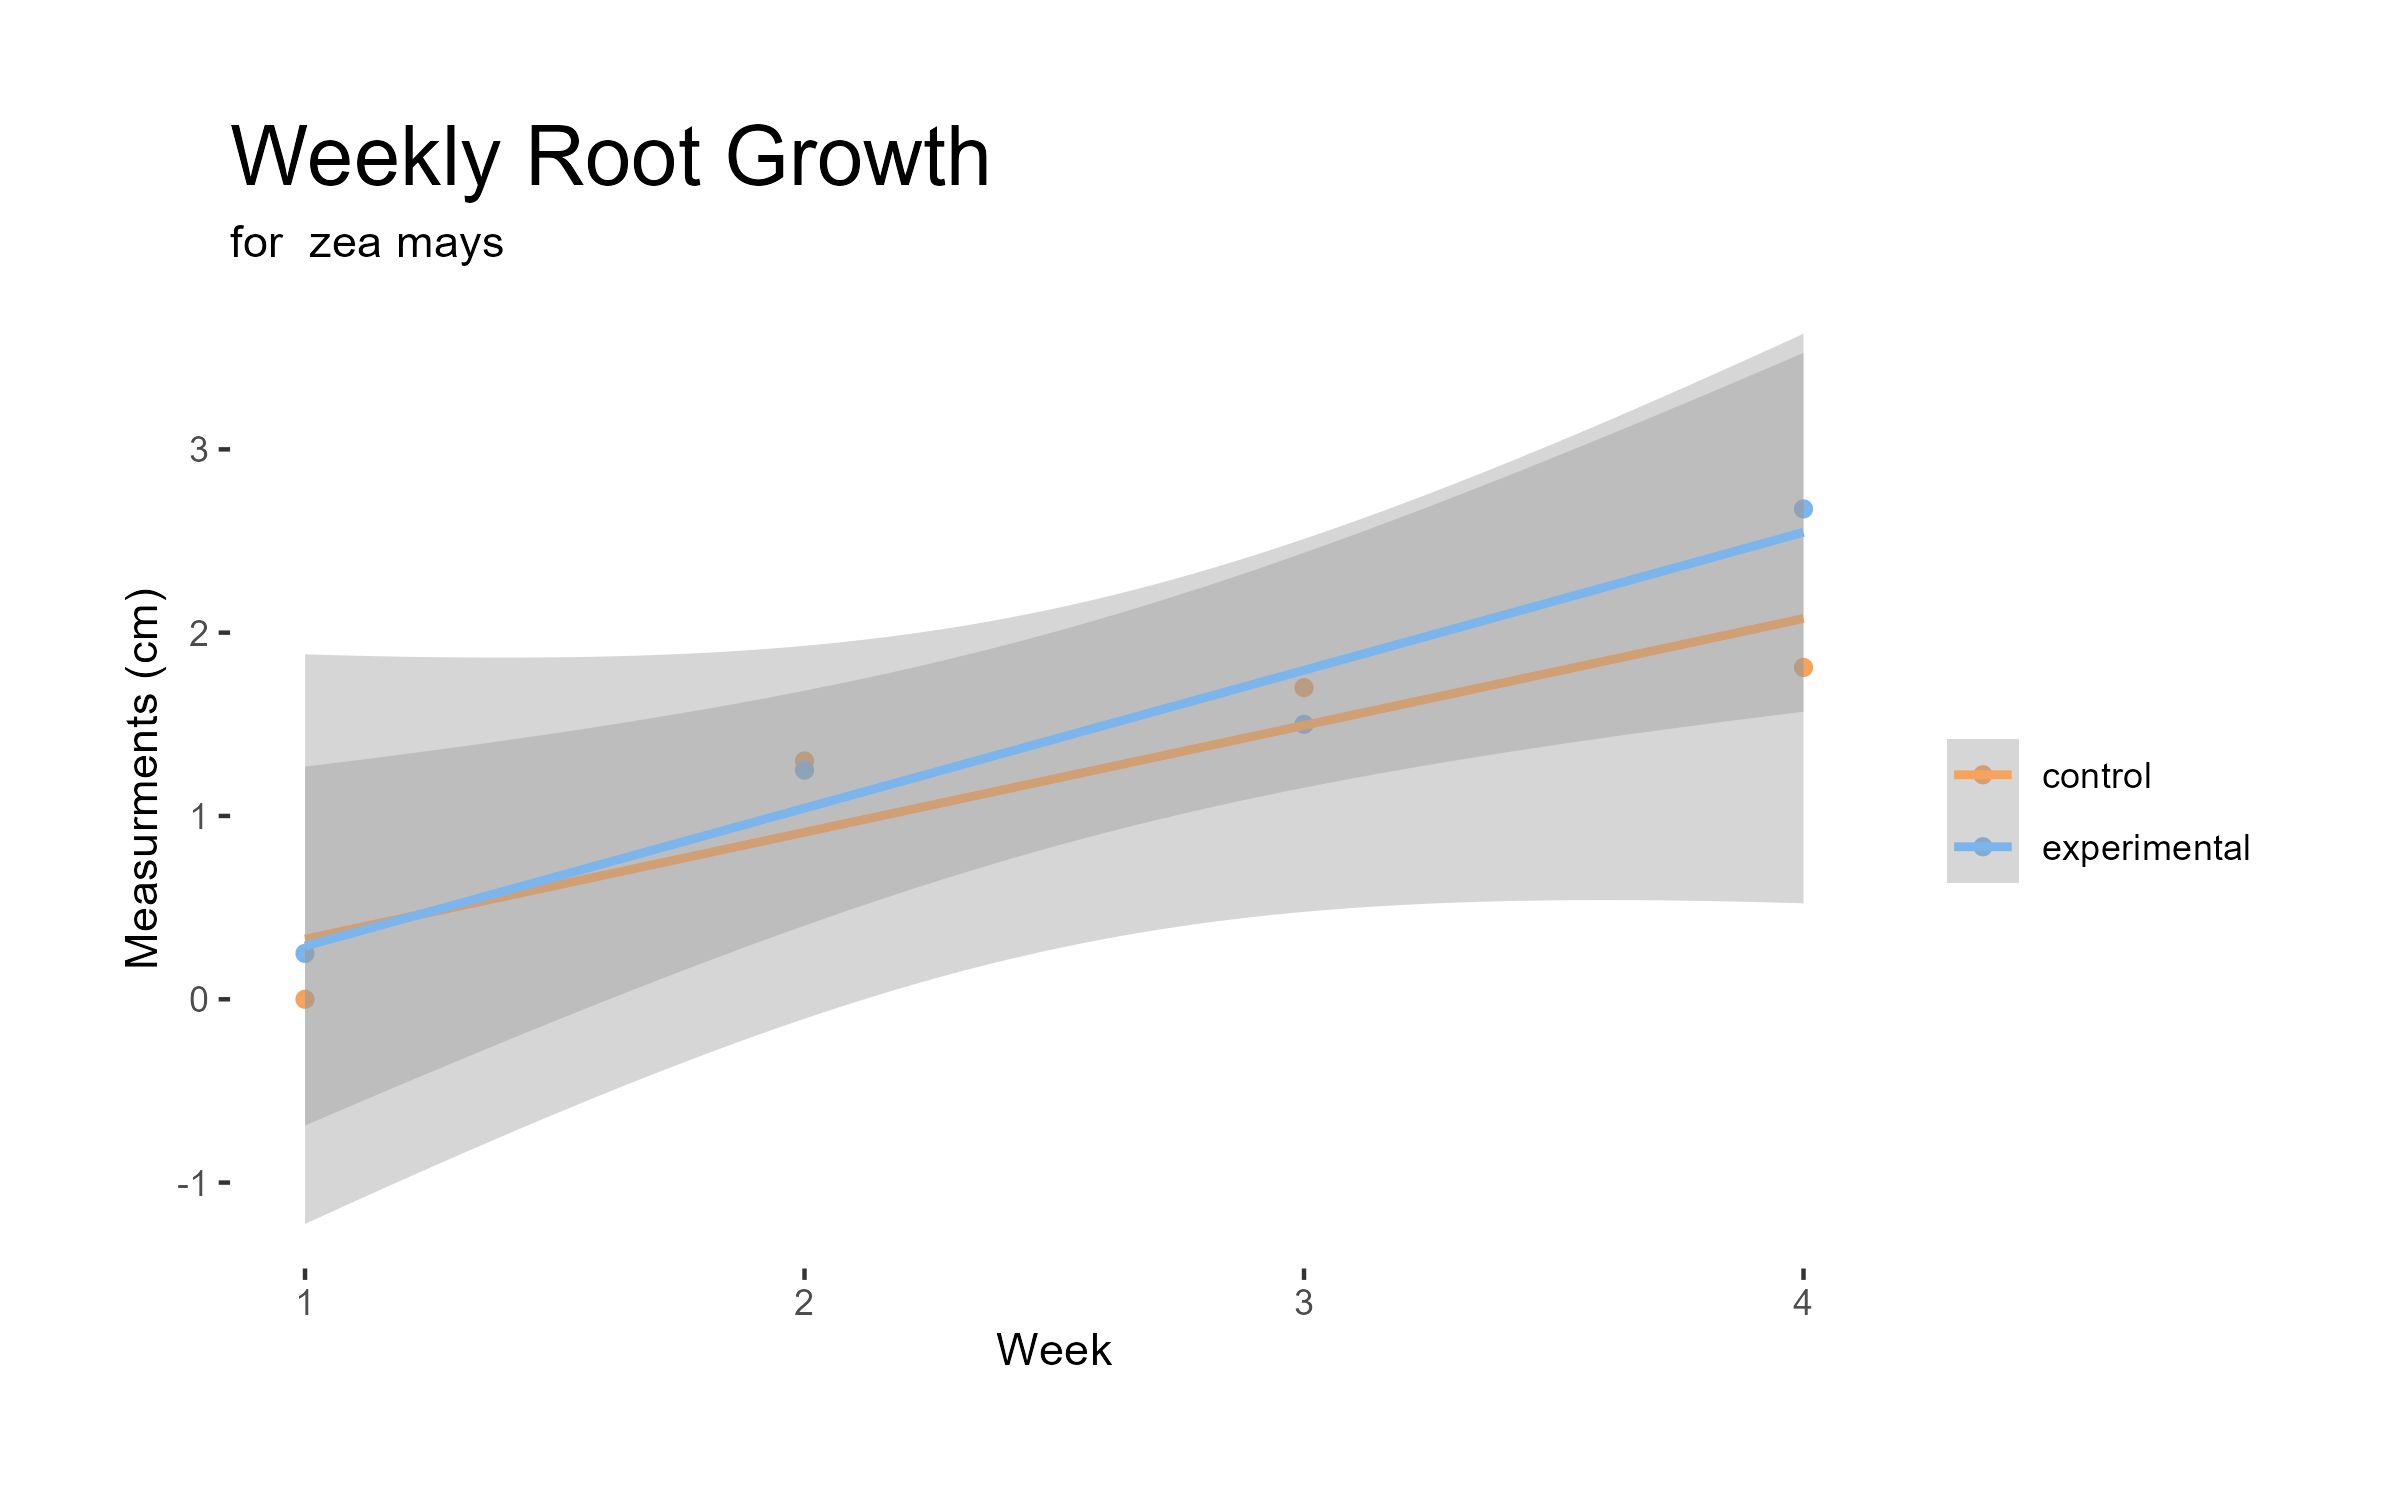 Weekly Root Growth
for  zea mays
Measurments (cm)
3
2
1
0
-1
1
2
3
4
Week
control
experimental